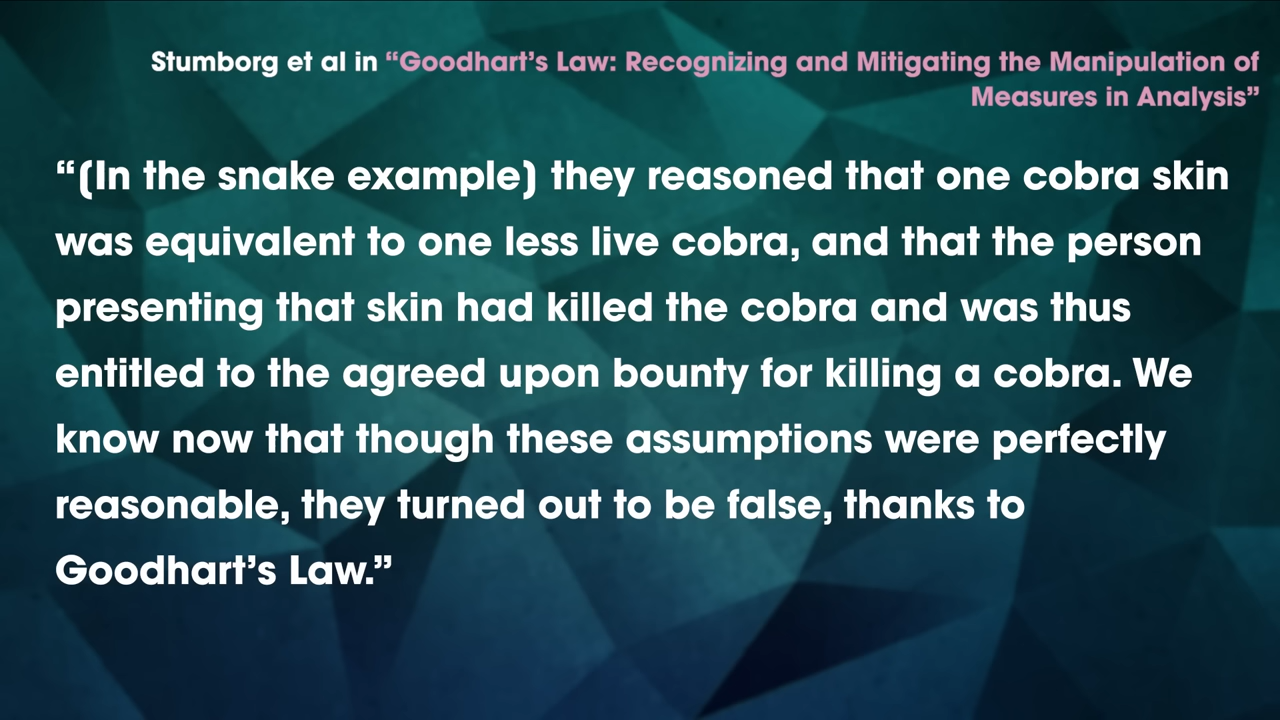 Stumborg et al in “Goodhart’s Law: Recognizing and Mitigating the Manipulation of
Measures in Analysis”
“(In the snake example) they reasoned that one cobra skin
was equivalent to one less live cobra, and that the person
presenting that skin had killed the cobra and was thus
entitled to the agreed upon bounty for killing a cobra. We
know now that though these assumptions were perfectly
reasonable, they turned out to be false, thanks to
Goodhart’s Law.”